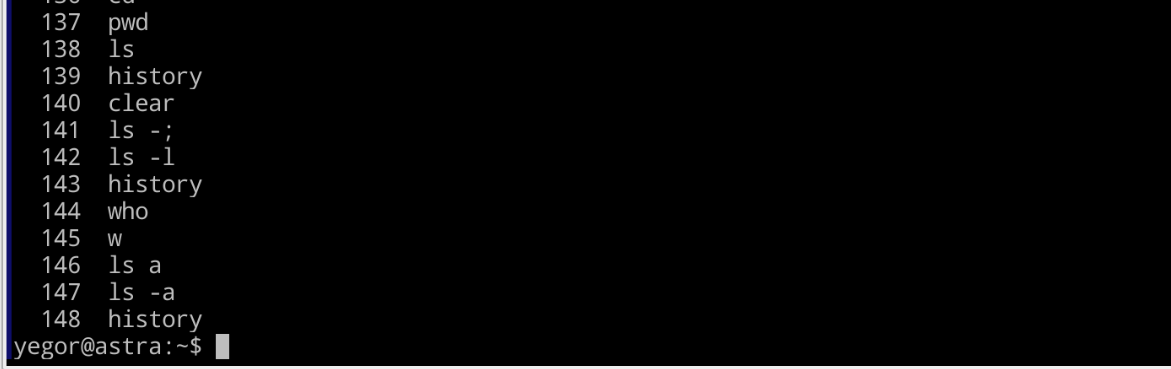 137 pwd
138 ls
139 history
140 clear
141 ls -;
142 ls -l
143 history
144 who
145 w
146 ls a
147 ls -a
148 history
yegor@astra:~$